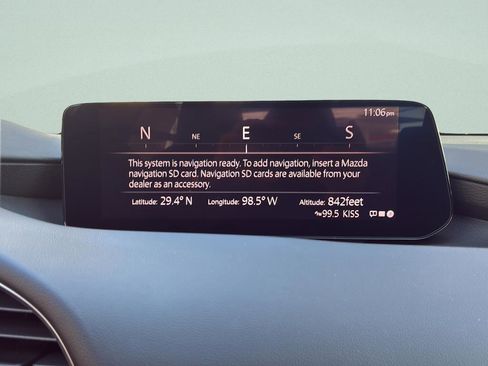 11:06pm
N NE E SE S
This system is navigation ready. To add navigation, insert a Mazda
navigation SD card. Navigation SD cards are available from your
dealer as an accessory.
Latitude: 29.4° N Longitude: 98.5° W Altitude: 842feet
99.5 KISS